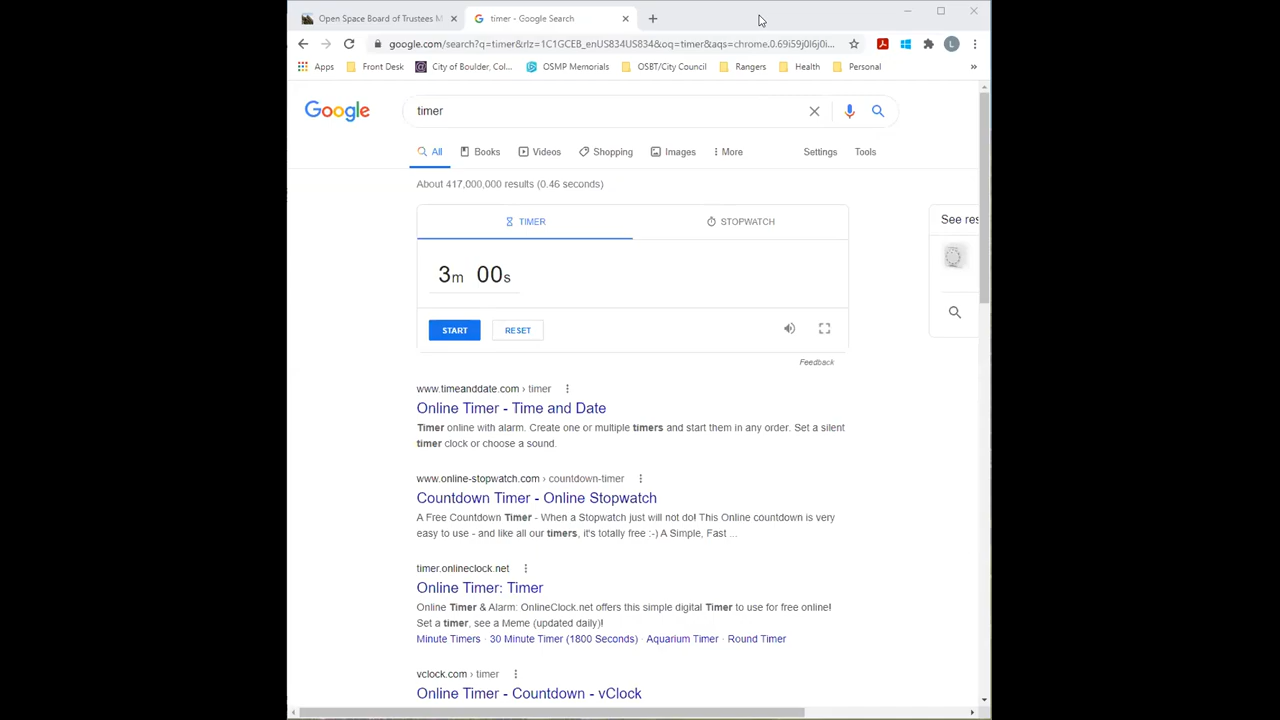 Open Space Board of Trustees M
timer - Google Search
google.com/search?q=timer&rlz=1C1GCEB_enUS834US834&oq=timer&aqs=chrome.0.69i59j0l6j0i...
L
Apps
Front Desk
City of Boulder, Col...
OSMP Memorials
OSBT/City Council
Rangers
Health
Personal
»
Google
timer
All
Books
Videos
Shopping
Images
More
Settings
Tools
About 417,000,000 results (0.46 seconds)
TIMER
STOPWATCH
See res
3m 00s
START
RESET
Feedback
www.timeanddate.com › timer
Online Timer - Time and Date
Timer online with alarm. Create one or multiple timers and start them in any order. Set a silent
timer clock or choose a sound.
www.online-stopwatch.com › countdown-timer
Countdown Timer - Online Stopwatch
A Free Countdown Timer - When a Stopwatch just will not do! This Online countdown is very
easy to use - and like all our timers, it's totally free :-) A Simple, Fast ...
timer.onlineclock.net
Online Timer: Timer
Online Timer & Alarm: OnlineClock.net offers this simple digital Timer to use for free online!
Set a timer, see a Meme (updated daily)!
Minute Timers · 30 Minute Timer (1800 Seconds) · Aquarium Timer · Round Timer
vclock.com › timer
Online Timer - Countdown - vClock